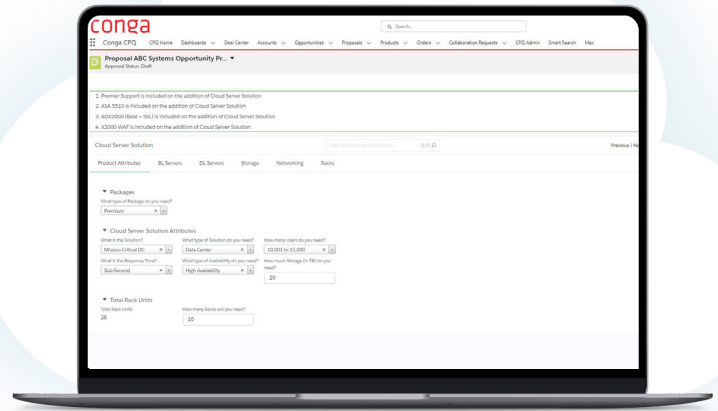 conga
Q Search...
Conga CPQ CPQ Home Dashboards Deal Center Accounts Opportunities Proposals Products Orders Collaboration Requests CPQ Admin Smart Search Max
D Proposal ABC Systems Opportunity Pr...
Approval Status: Draft
1. Premier Support is included on the addition of Cloud Server Solution
2. ASA 5510 is included on the addition of Cloud Server Solution
3. ADX2000 (Base + SSL) is included on the addition of Cloud Server Solution
4. X2000 WAF is included on the addition of Cloud Server Solution
Cloud Server Solution Find Products and Attributes (0/0) Previous | Ne
Product Attributes BL Servers DL Servers Storage Networking Racks
Packages
What type of Package do you need?
Premium
Cloud Server Solution Attributes
What is the Solution? What type of Solution do you need? How many Users do you need?
Mission Critical DC Data Center 10,001 to 15,000
What is the Response Time? What type of Availability do you need? How much Storage (in TB) do you
need?
SubSecond High Availability 20
Total Rack Units
Total Rack Units How many Racks will you need?
28 10